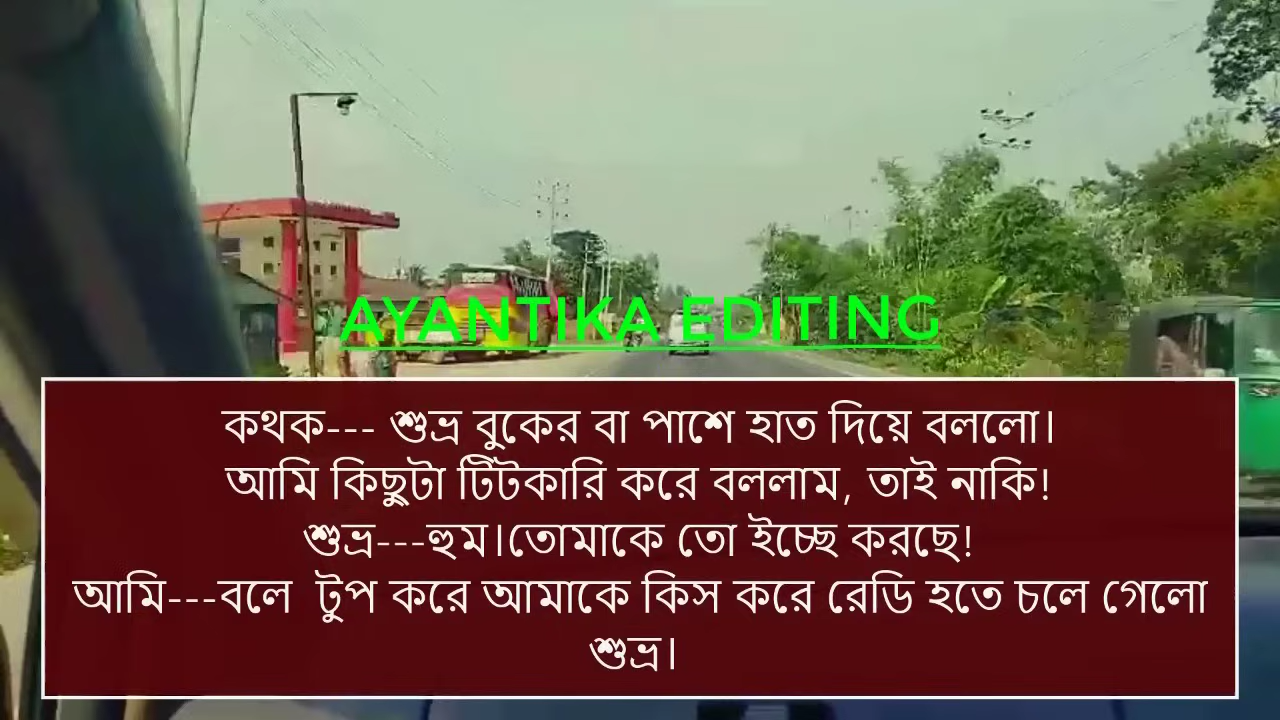 AYANTIKA EDITING
কথক--- শুভ্র বুকের বা পাশে হাত দিয়ে বললো।
আমি কিছুটা টিটকারি করে বললাম, তাই নাকি!
শুভ্র---হুম।তোমাকে তো ইচ্ছে করছে!
আমি---বলে টুপ করে আমাকে কিস করে রেডি হতে চলে গেলো
শুভ্র।